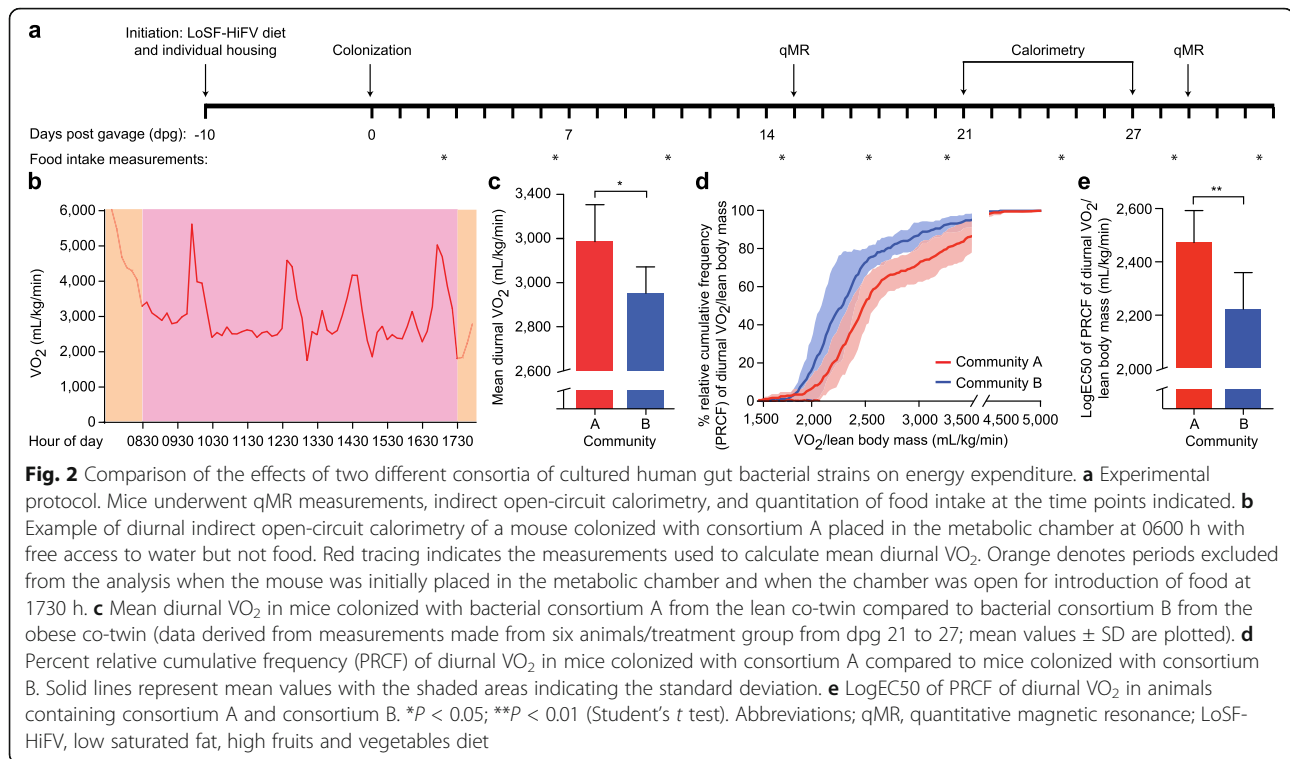 a
Initiation: LoSF-HiFV diet
and individual housing
Colonization
qMR
Calorimetry
qMR
Days post gavage (dpg): -10 0 7 14 21 27
Food intake measurements: * * * * * * * * *
b
VO2 (mL/kg/min)
6,000
5,000
4,000
3,000
2,000
1,000
0
Hour of day 0830 0930 1030 1130 1230 1330 1430 1530 1630 1730
c
Mean diurnal VO2 (mL/kg/min)
3,400
3,000
3,000
2,900
2,600
*
A B
Community
d
% relative cumulative frequency
(PRCF) of diurnal VO2/lean body mass
100
80
60
40
20
0
Community A
Community B
1,500 2,000 2,500 3,000 3,500 4,500 5,000
VO2/lean body mass (mL/kg/min)
e
LogEC50 of PRCF of diurnal VO2/
lean body mass (mL/kg/min)
2,600
2,400
2,200
2,000
**
A B
Community
Fig. 2 Comparison of the effects of two different consortia of cultured human gut bacterial strains on energy expenditure. a Experimental
protocol. Mice underwent qMR measurements, indirect open-circuit calorimetry, and quantitation of food intake at the time points indicated. b
Example of diurnal indirect open-circuit calorimetry of a mouse colonized with consortium A placed in the metabolic chamber at 0600 h with
free access to water but not food. Red tracing indicates the measurements used to calculate mean diurnal VO2. Orange denotes periods excluded
from the analysis when the mouse was initially placed in the metabolic chamber and when the chamber was open for introduction of food at
1730 h. c Mean diurnal VO2 in mice colonized with bacterial consortium A from the lean co-twin compared to bacterial consortium B from the
obese co-twin (data derived from measurements made from six animals/treatment group from dpg 21 to 27; mean values ± SD are plotted). d
Percent relative cumulative frequency (PRCF) of diurnal VO2 in mice colonized with consortium A compared to mice colonized with consortium
B. Solid lines represent mean values with the shaded areas indicating the standard deviation. e LogEC50 of PRCF of diurnal VO2 in animals
containing consortium A and consortium B. *P < 0.05; **P < 0.01 (Student's t test). Abbreviations; qMR, quantitative magnetic resonance; LoSF-
HiFV, low saturated fat, high fruits and vegetables diet